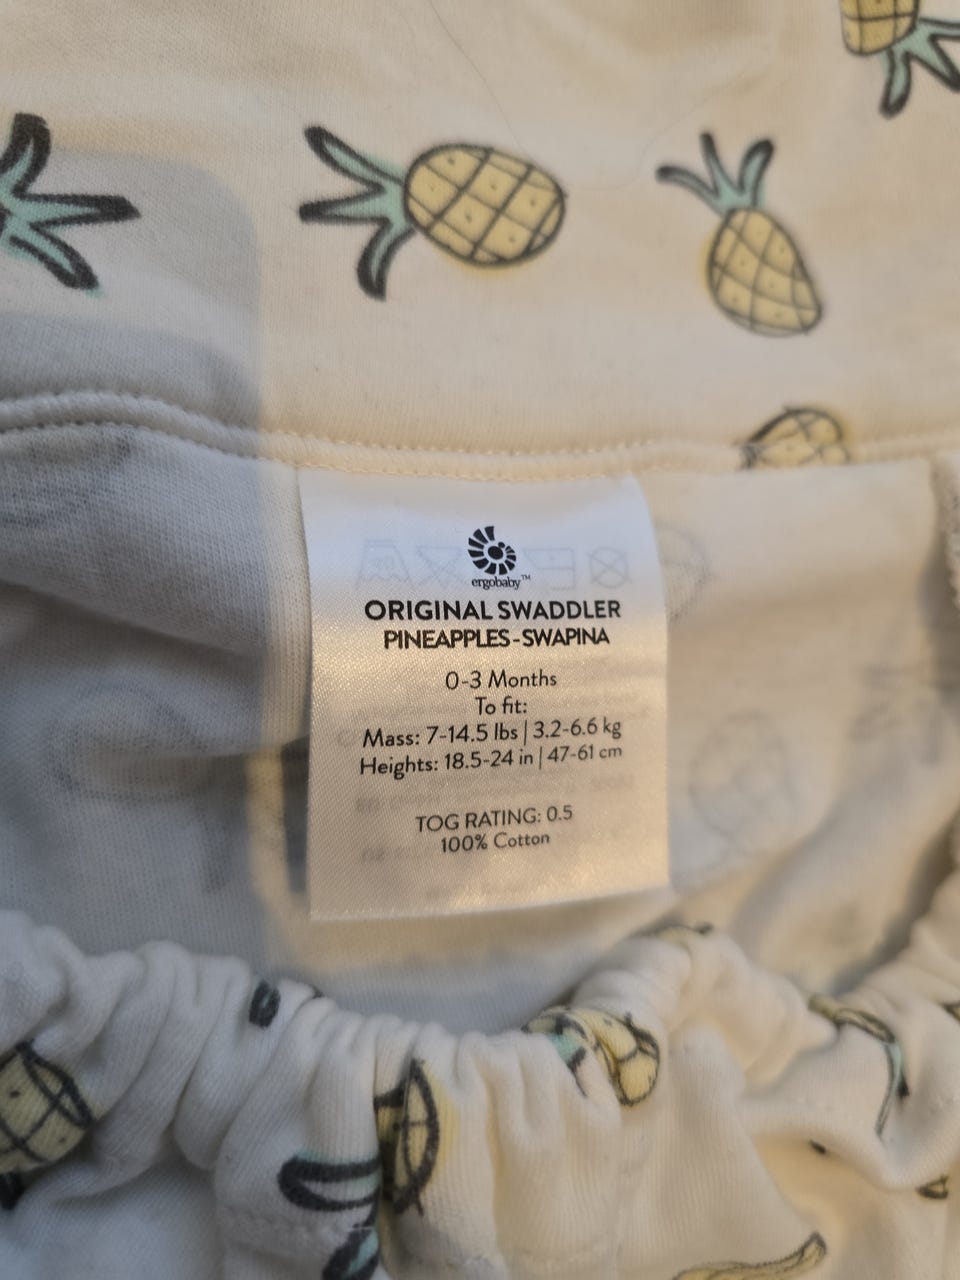 ergobaby™
ORIGINAL SWADDLER
PINEAPPLES-SWAPINA
0-3 Months
To fit:
Mass: 7-14.5 lbs | 3.2-6.6 kg
Heights: 18.5-24 in | 47-61 cm
TOG RATING: 0.5
100% Cotton